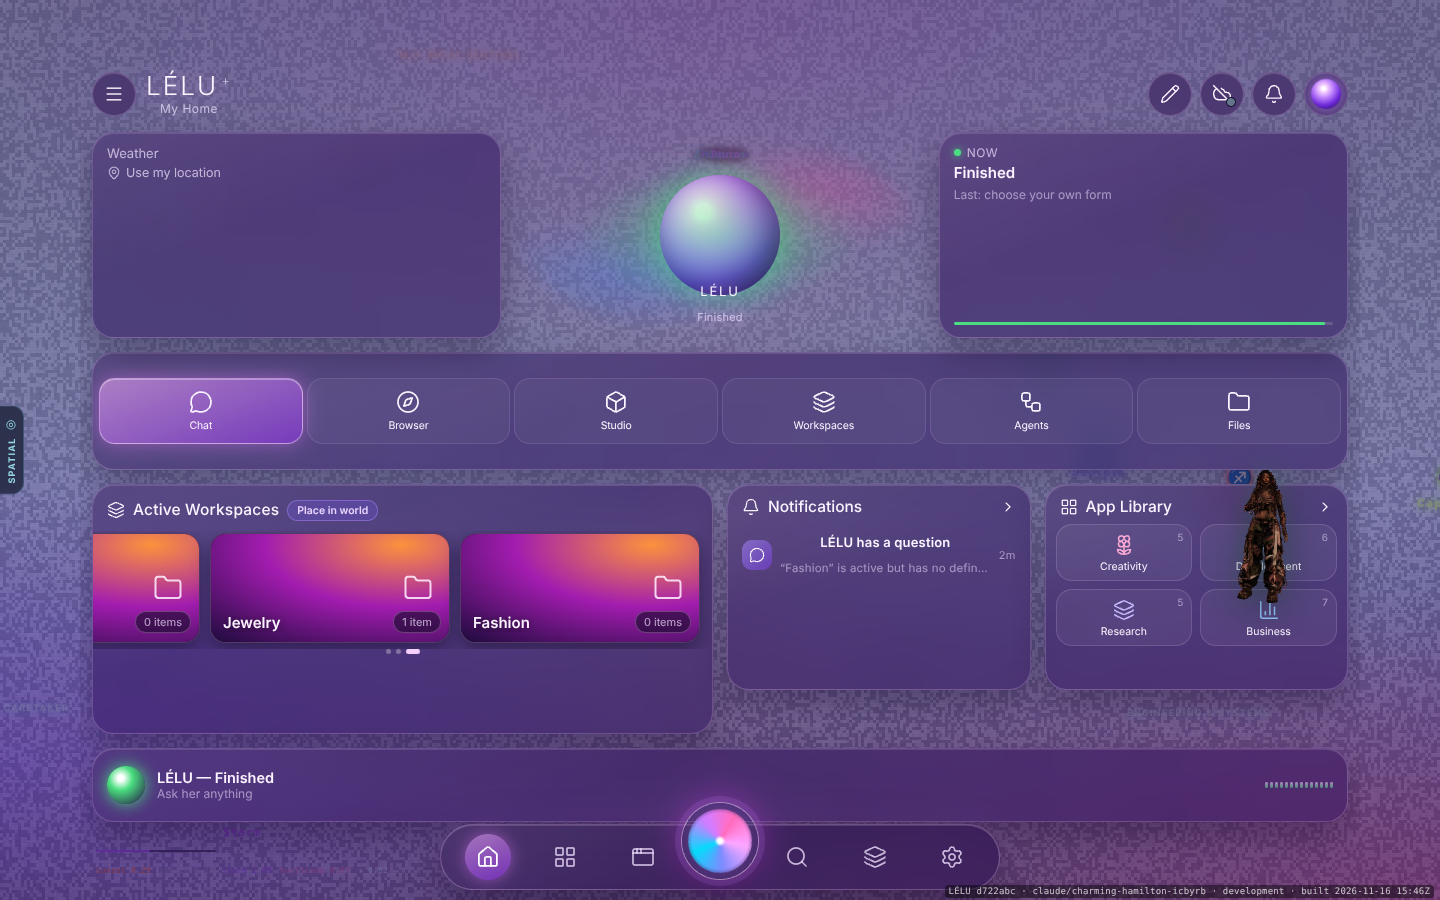 LÉLU +
My Home
Weather
Use my location
LÉLU
Finished
NOW
Finished
Last: choose your own form
Chat
Browser
Studio
Workspaces
Agents
Files
SPATIAL
Active Workspaces
Place in world
0 items
Jewelry
1 item
Fashion
0 items
Notifications
LÉLU has a question
2m
“Fashion” is active but has no defin...
App Library
5
Creativity
6
5
Research
7
Business
LÉLU — Finished
Ask her anything
LÉLU d722abc · claude/charming-hamilton-icbyrb · development · built 2026-11-16 15:46Z